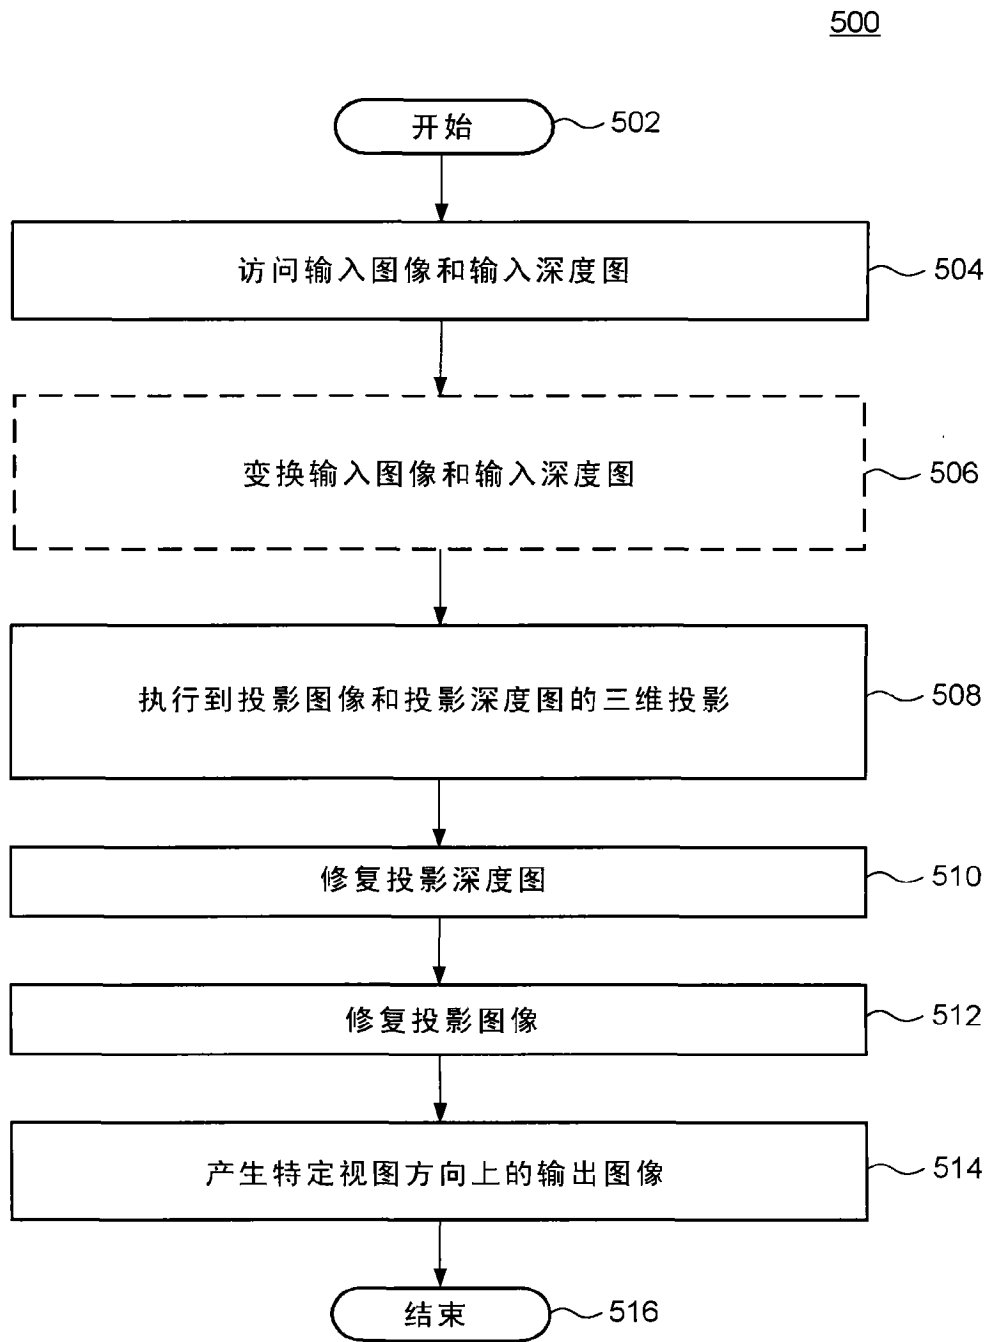 500
开始
502
访问输入图像和输入深度图
504
变换输入图像和输入深度图
506
执行到投影图像和投影深度图的三维投影
508
修复投影深度图
510
修复投影图像
512
产生特定视图方向上的输出图像
514
结束
516